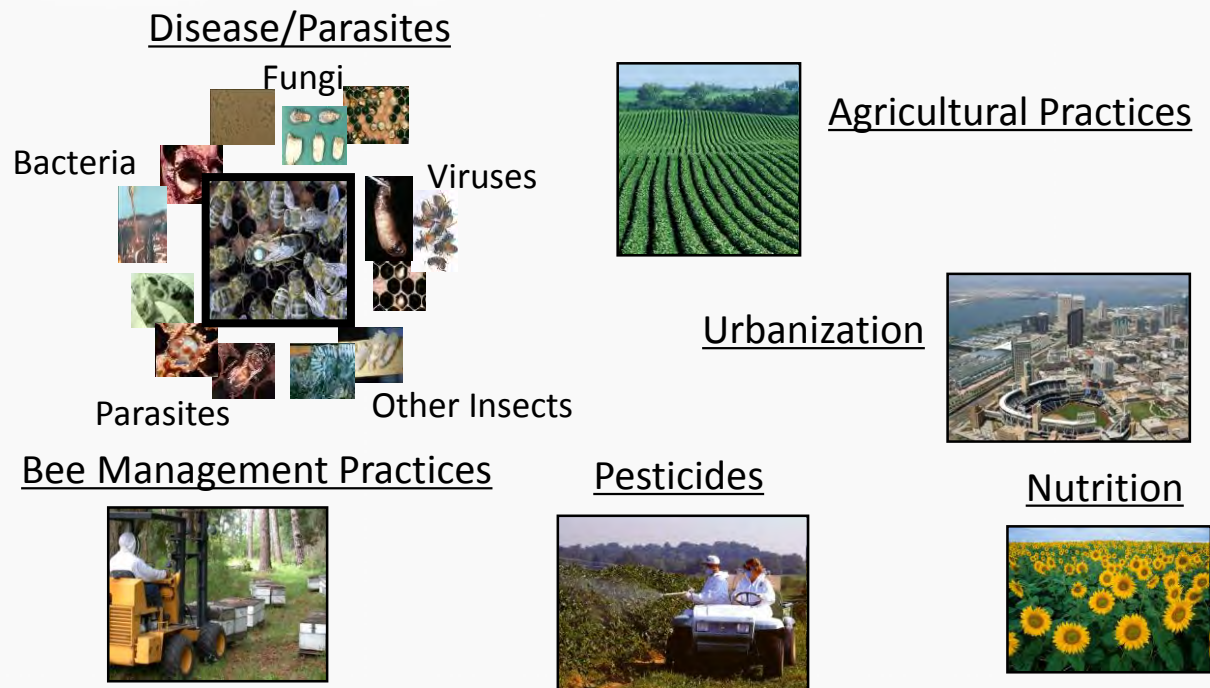 Disease/Parasites
Fungi
Agricultural Practices
Bacteria
Viruses
Urbanization
Parasites
Other Insects
Bee Management Practices
Pesticides
Nutrition